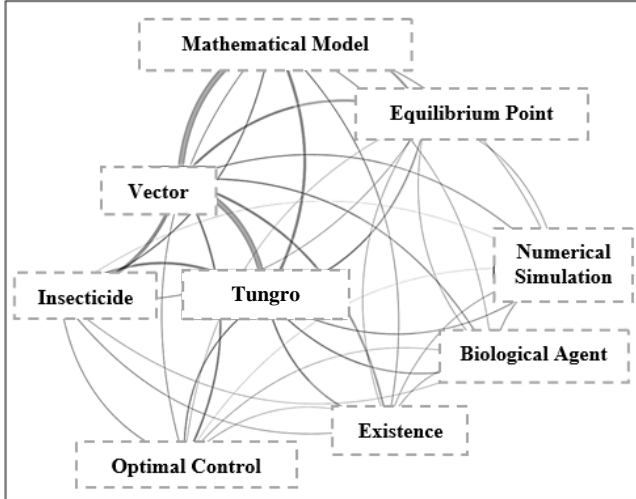 Mathematical Model
Equilibrium Point
Vector
Numerical
Simulation
Insecticide
Tungro
Biological Agent
Existence
Optimal Control